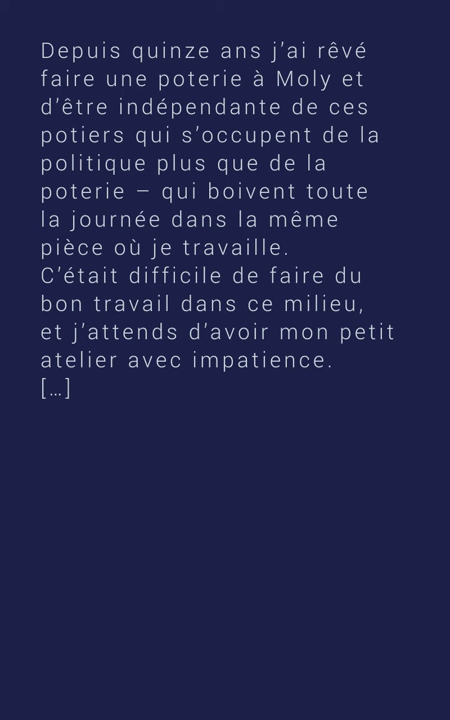 Depuis quinze ans j’ai rêvé
faire une poterie à Moly et
d’être indépendante de ces
potiers qui s’occupent de la
politique plus que de la
poterie – qui boivent toute
la journée dans la même
pièce où je travaille.
C’était difficile de faire du
bon travail dans ce milieu,
et j’attends d’avoir mon petit
atelier avec impatience.
[…]